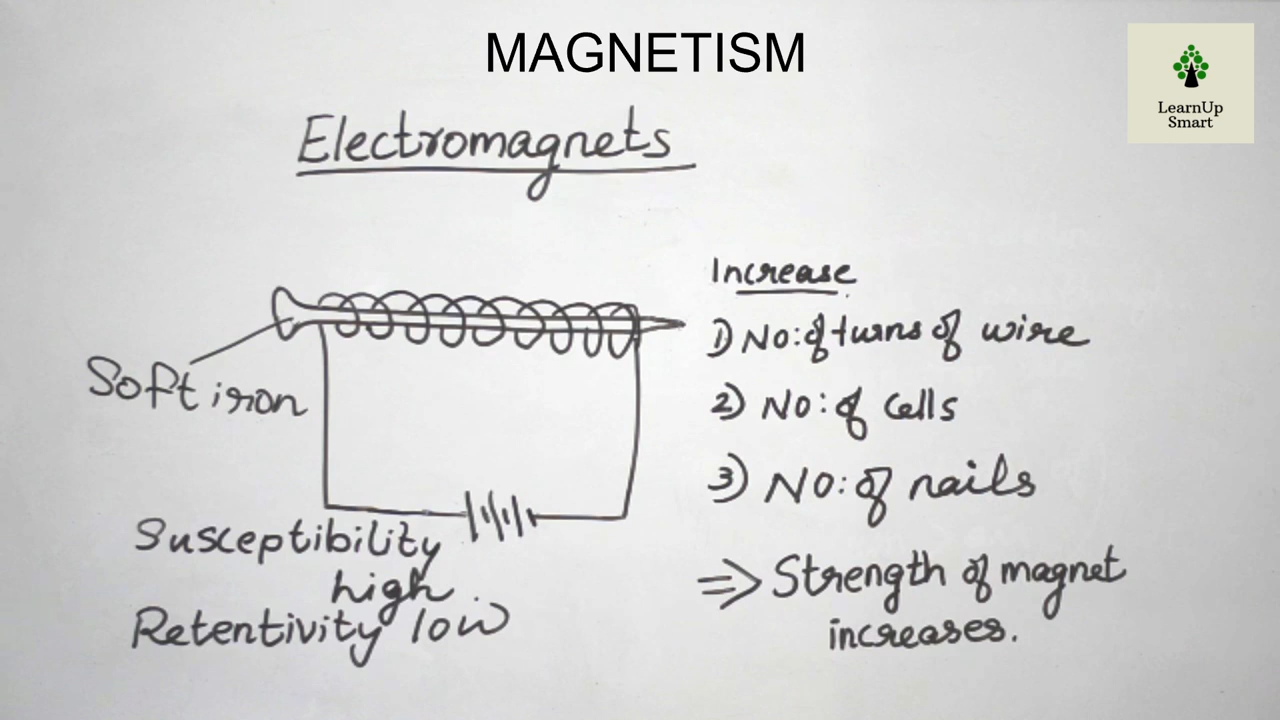 MAGNETISM
LearnUp
Smart
Electromagnets
Soft iron
Susceptibility
high.
Retentivity low
Increase
1) No: of turns of wire
2) No: of cells
3) No: of nails
⇒ Strength of magnet
increases.